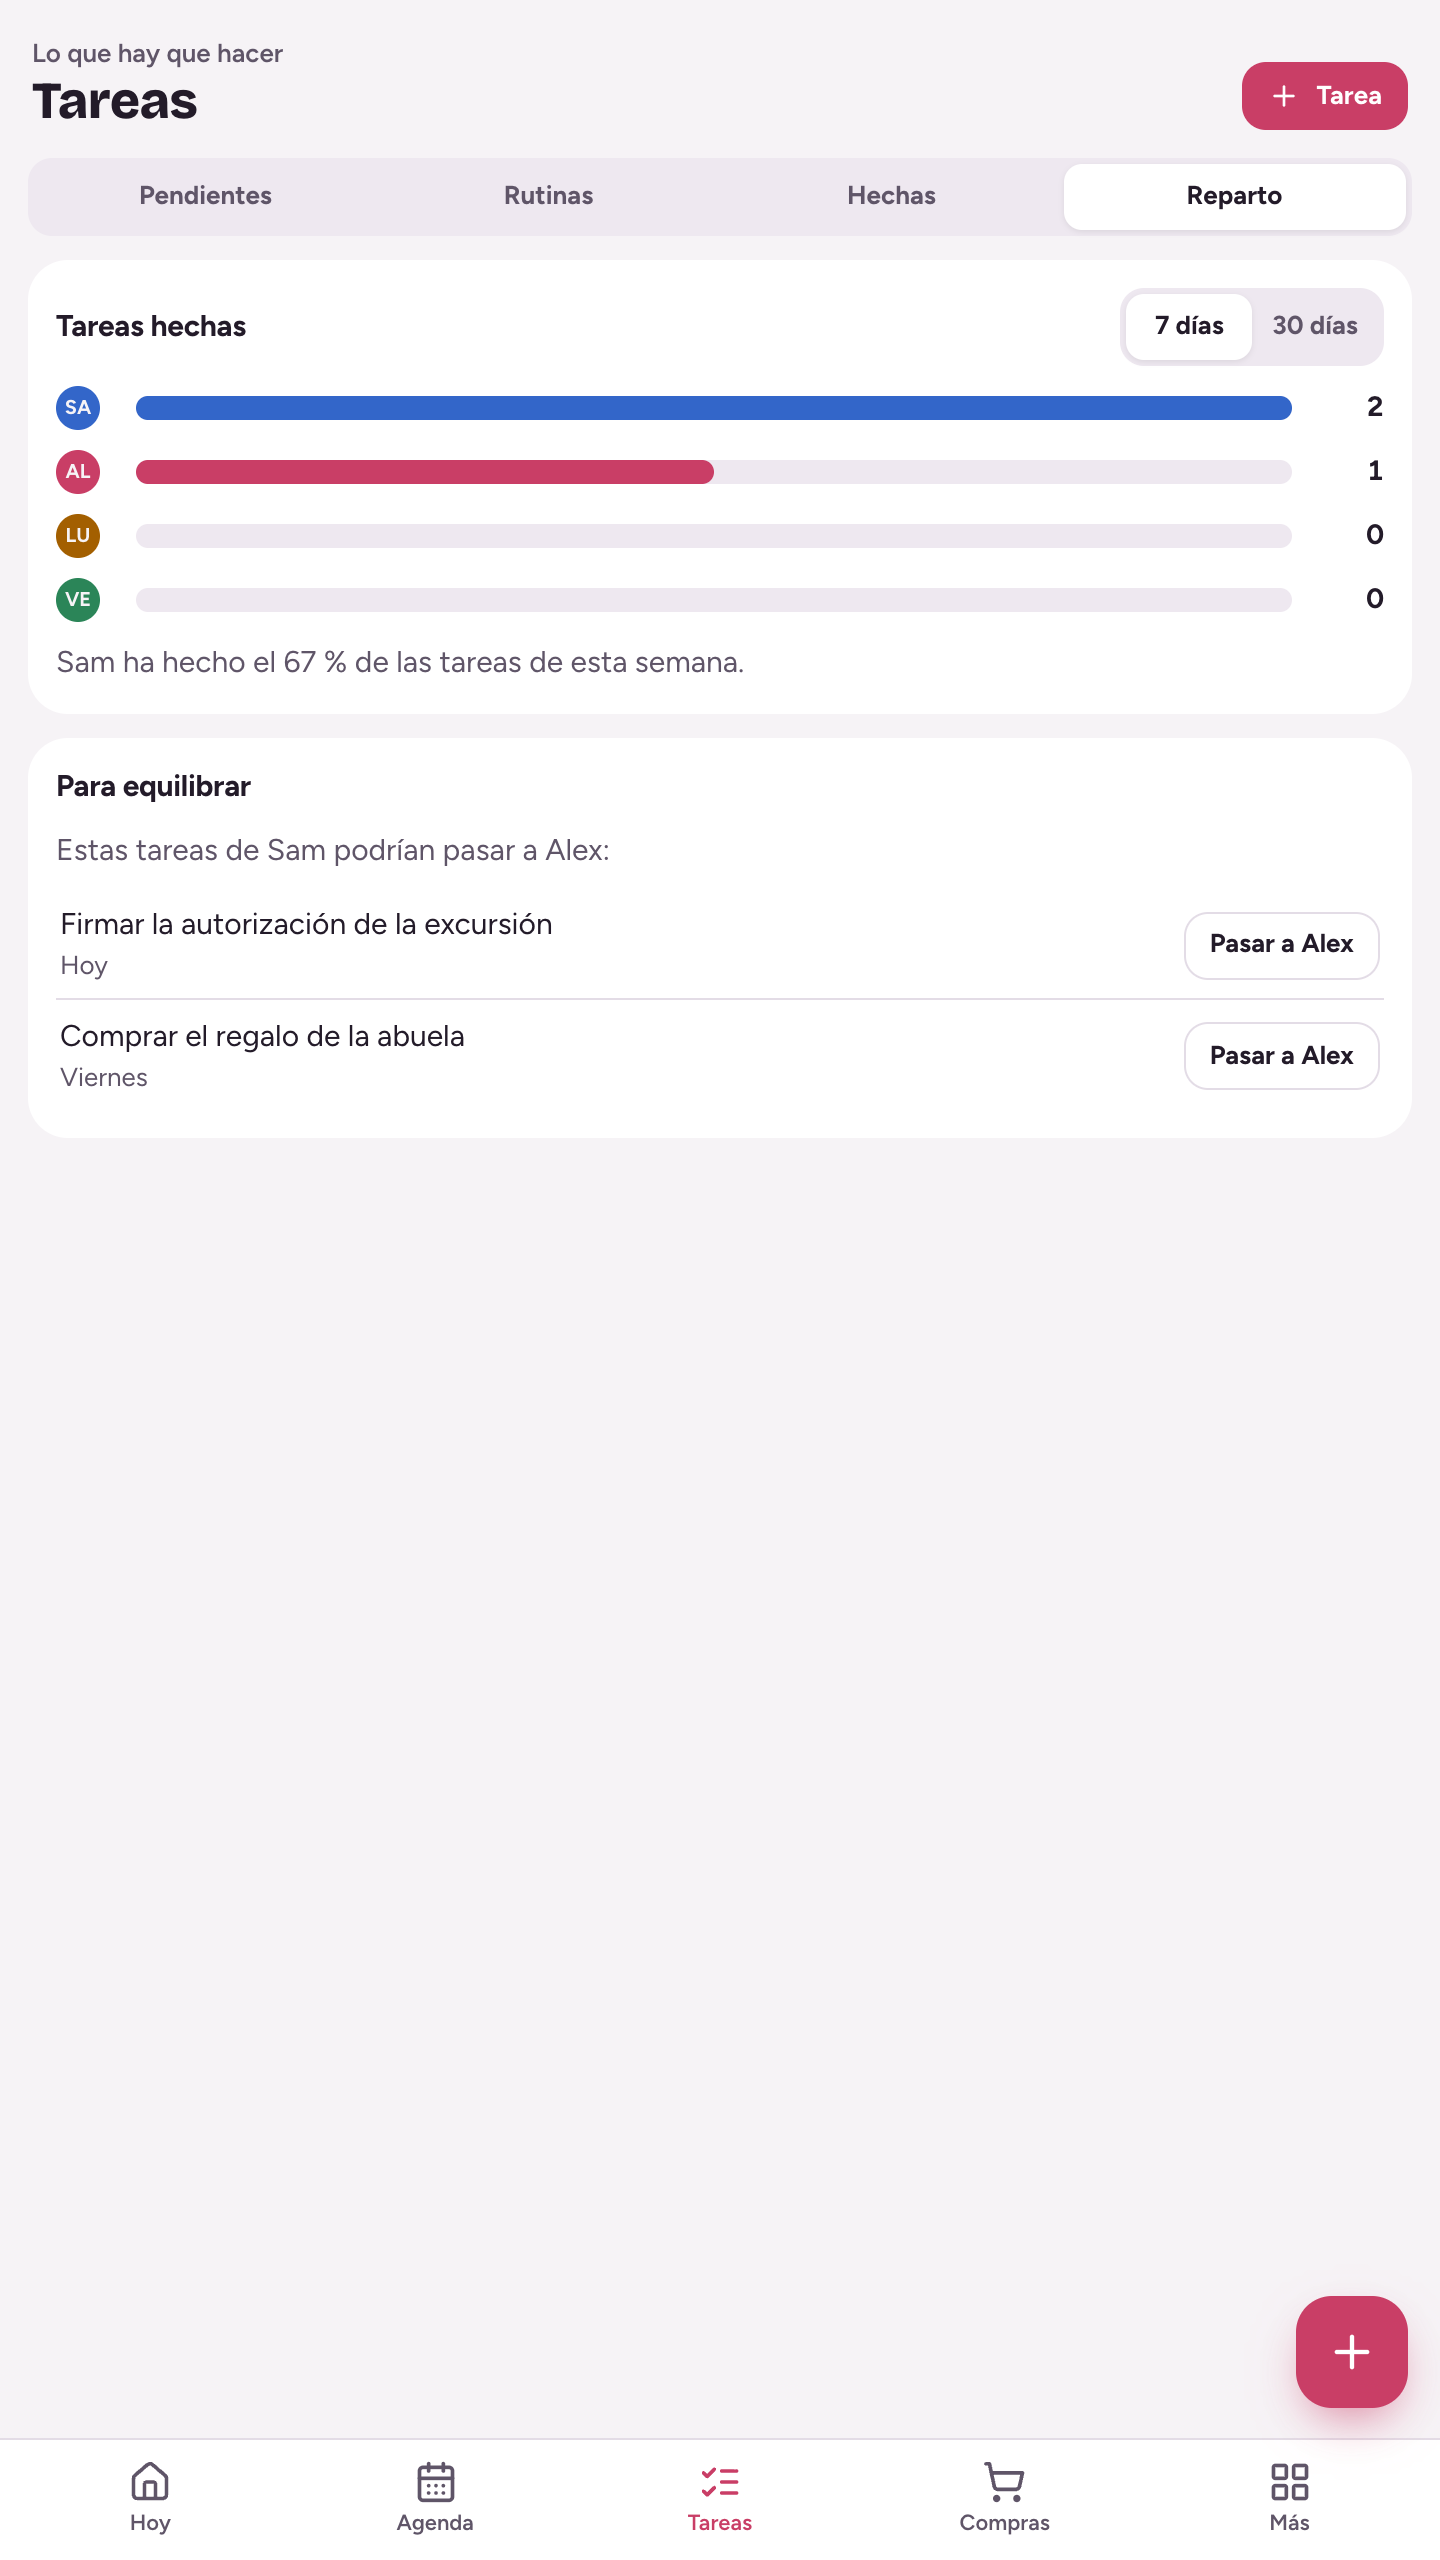 Lo que hay que hacer
Tareas
Tarea
Pendientes
Rutinas
Hechas
Reparto
Tareas hechas
7 días
30 días
SA
2
AL
1
LU
0
VE
0
Sam ha hecho el 67 % de las tareas de esta semana.
Para equilibrar
Estas tareas de Sam podrían pasar a Alex:
Firmar la autorización de la excursión
Hoy
Pasar a Alex
Comprar el regalo de la abuela
Viernes
Pasar a Alex
Hoy
Agenda
Tareas
Compras
Más